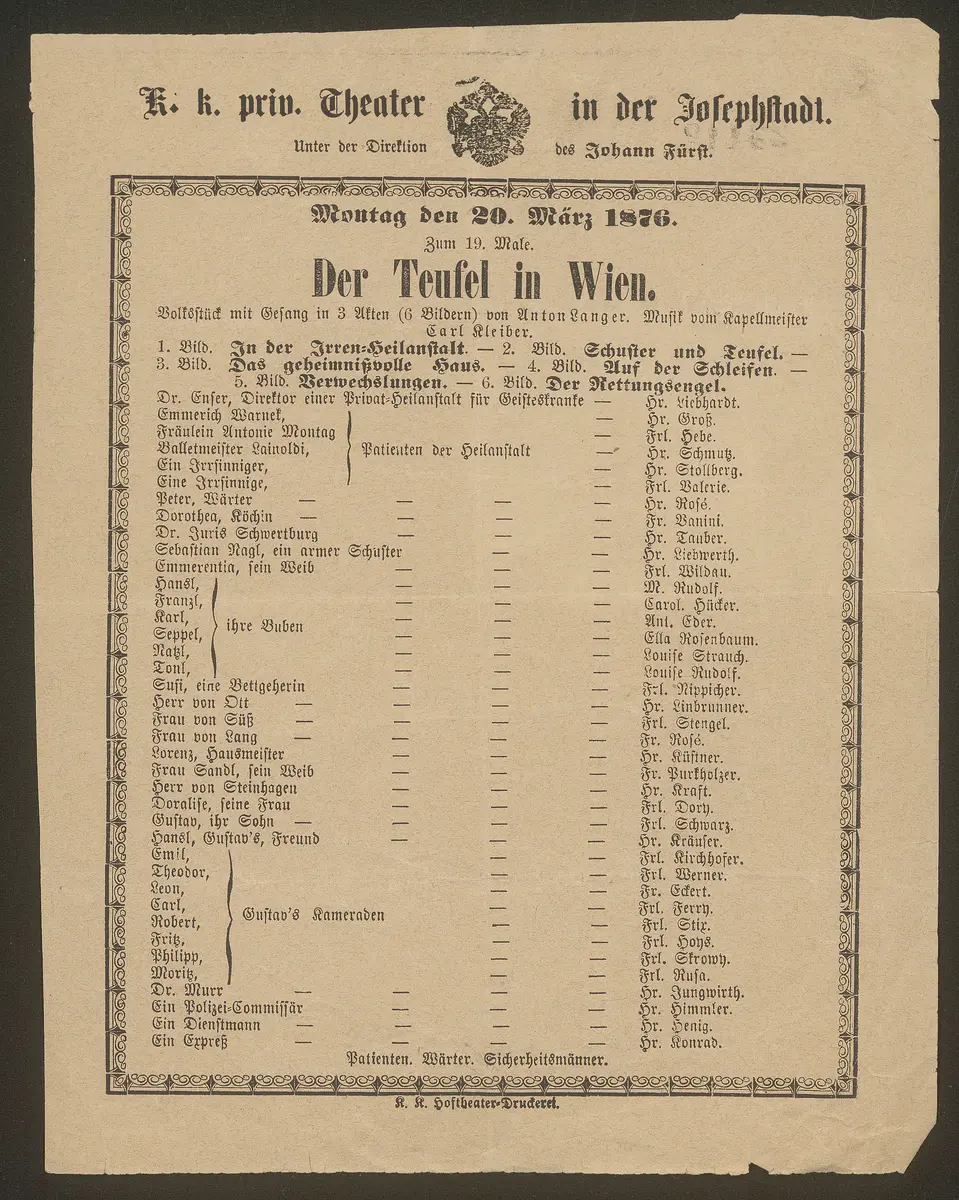 K. k. priv. Theater in der Josephstadt.
Unter der Direktion des Johann Fürst.
Montag den 20. März 1876.
Zum 19. Male.
Der Teufel in Wien.
Volksstück mit Gesang in 3 Akten (6 Bildern) von Anton Langer. Musik vom Kapellmeister
Carl Kleiber.
1. Bild. In der Irren-Heilanstalt. — 2. Bild. Schuster und Teufel. —
3. Bild. Das geheimnißvolle Haus. — 4. Bild. Auf der Schleifen. —
5. Bild. Verwechslungen. — 6. Bild. Der Rettungsengel.
Dr. Enser, Direktor einer Privat-Heilanstalt für Geisteskranke — Hr. Liebhardt.
Emmerich Warnek, — Hr. Groß.
Fräulein Antonie Montag — Frl. Hebe.
Balletmeister Lainoldi, Patienten der Heilanstalt — Hr. Schmutz.
Ein Irrsinniger, — Hr. Stollberg.
Eine Irrsinnige, — Frl. Valerie.
Peter, Wärter — — — — Hr. Rosé.
Dorothea, Köchin — — — — Fr. Vanini.
Dr. Juris Schwertburg — — — Hr. Tauber.
Sebastian Nagl, ein armer Schuster — — Hr. Liebwerth.
Emmerentia, sein Weib — — — Frl. Wildau.
Hansl, — — — M. Rudolf.
Franzl, — — — Carol. Hücker.
Karl, — — — Ant. Eder.
ihre Buben
Seppel, — — — Ella Rosenbaum.
Natzl, — — — Louise Strauch.
Tonl, — — — Louise Rudolf.
Susi, eine Bettgeherin — — — Frl. Nippicher.
Herr von Ott — — — — Hr. Linbrunner.
Frau von Süß — — — — Frl. Stengel.
Frau von Lang — — — — Fr. Rosé.
Lorenz, Hausmeister — — — Hr. Küstner.
Frau Sandl, sein Weib — — — Fr. Purkholzer.
Herr von Steinhagen — — — Hr. Kraft.
Doralise, seine Frau — — — Frl. Dory.
Gustav, ihr Sohn — — — — Frl. Schwarz.
Hansl, Gustav's, Freund — — — Hr. Kräuser.
Emil, — — Frl. Kirchhofer.
Theodor, — — Frl. Werner.
Leon, — — Fr. Eckert.
Carl, — — Frl. Ferry.
Gustav's Kameraden
Robert, — — Frl. Stix.
Fritz, — — Frl. Hoys.
Philipp, — — Frl. Skrowy.
Moritz, — — Frl. Rusa.
Dr. Murr — — — — Hr. Jungwirth.
Ein Polizei-Commissär — — — Hr. Himmler.
Ein Dienstmann — — — — Hr. Henig.
Ein Expreß — — — — Hr. Konrad.
Patienten. Wärter. Sicherheitsmänner.
K. K. Hoftheater-Druckerei.